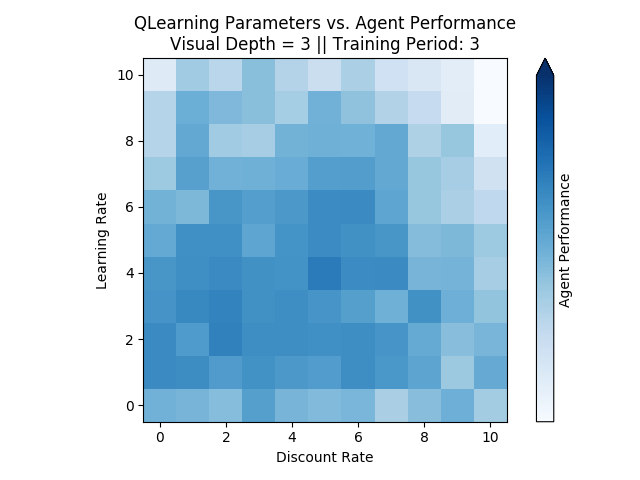 QLearning Parameters vs. Agent Performance
Visual Depth = 3 || Training Period: 3
10
8
6
4
2
0
Learning Rate
0 2 4 6 8 10
Discount Rate
Agent Performance